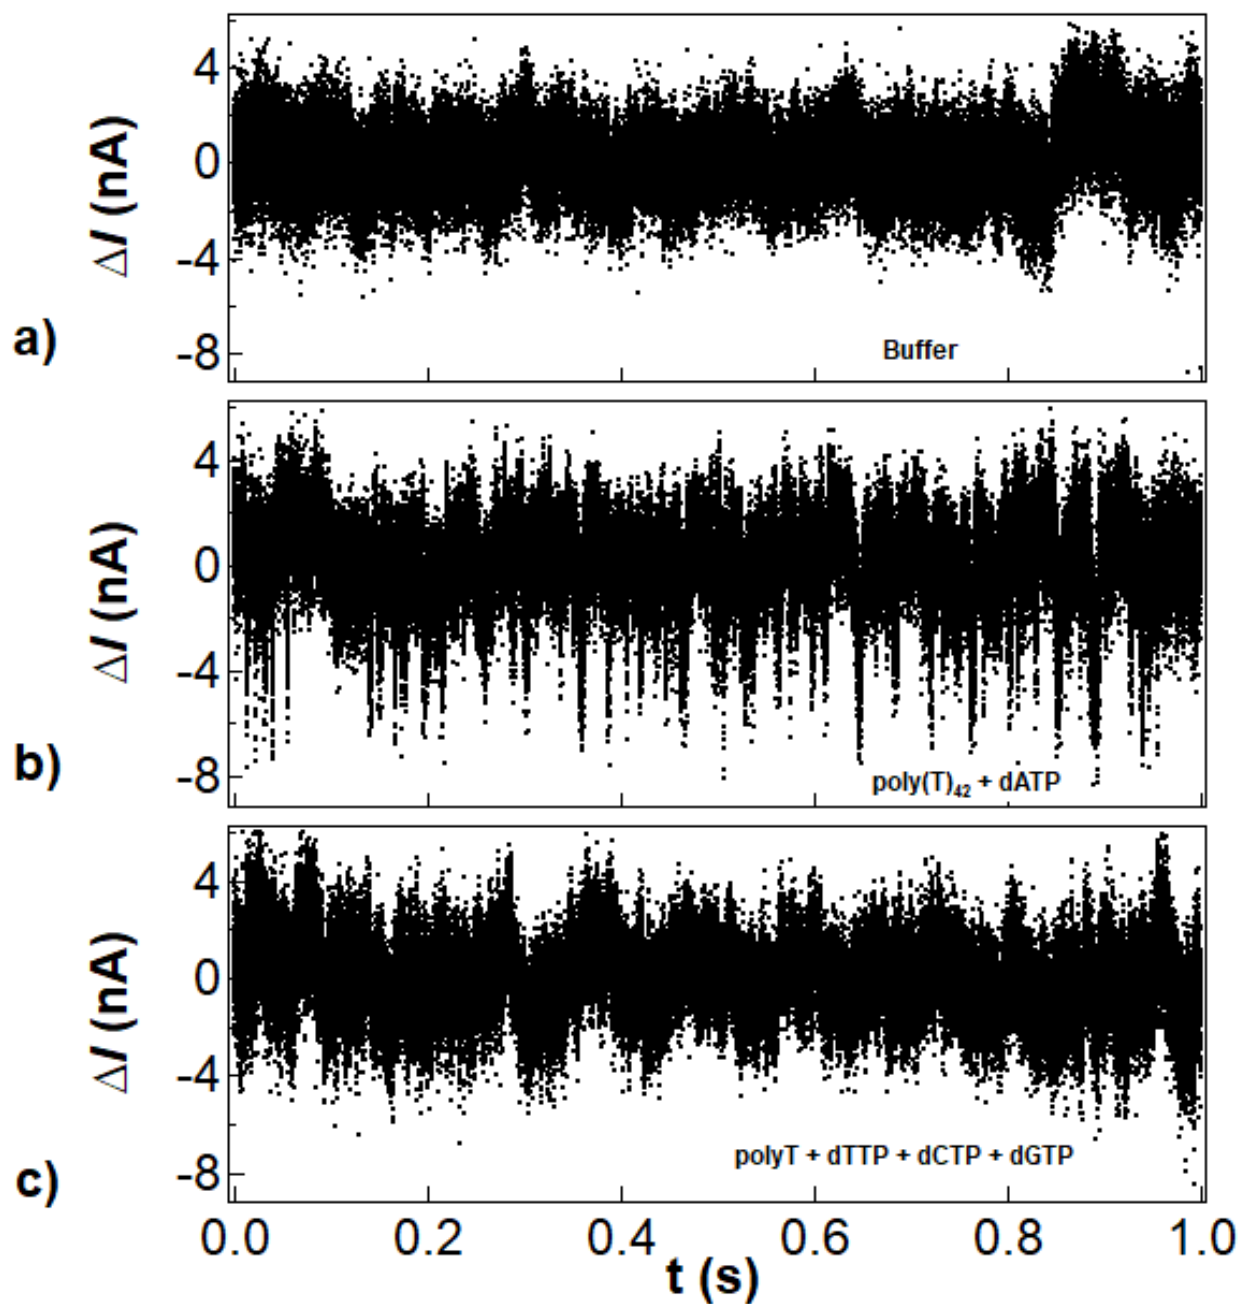 4
0
-4
-8
ΔI (nA)
a)
Buffer
4
0
-4
-8
ΔI (nA)
b)
poly(T)₄₂ + dATP
4
0
-4
-8
ΔI (nA)
c)
polyT + dTTP + dCTP + dGTP
0.0 0.2 0.4 0.6 0.8 1.0
t (s)